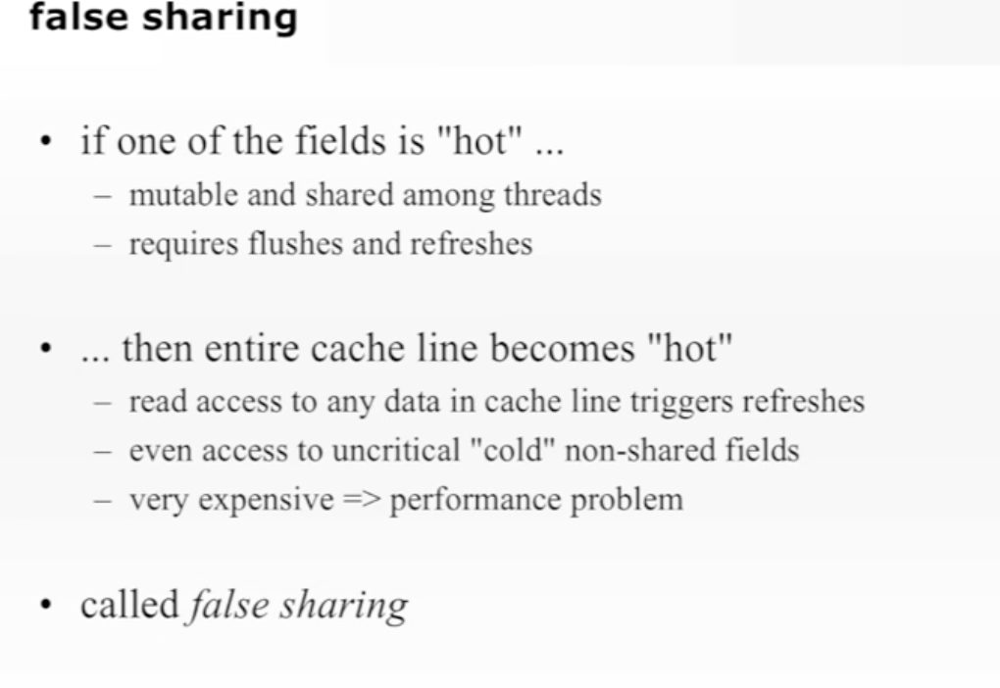 false sharing
• if one of the fields is "hot" ...
– mutable and shared among threads
– requires flushes and refreshes
• ... then entire cache line becomes "hot"
– read access to any data in cache line triggers refreshes
– even access to uncritical "cold" non-shared fields
– very expensive => performance problem
• called false sharing